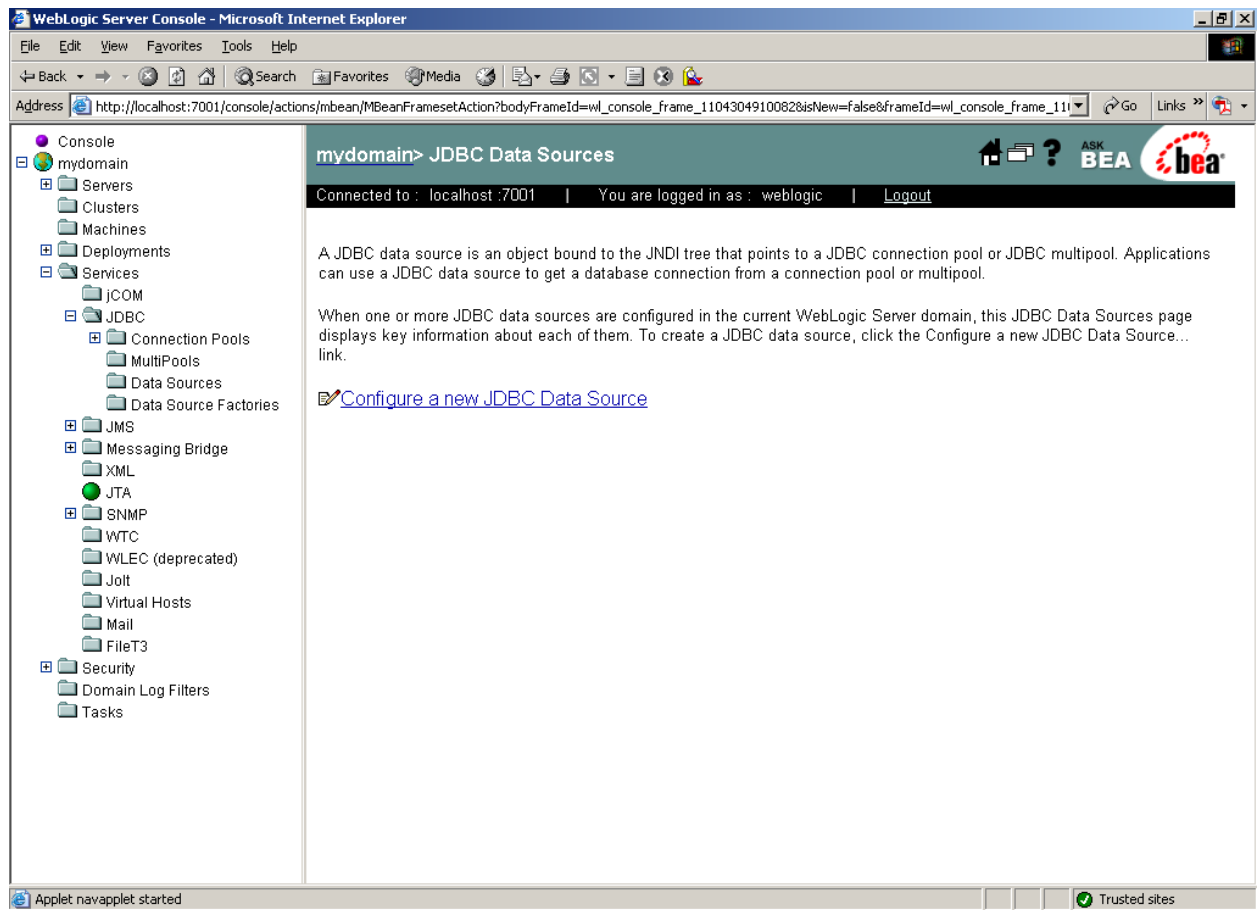 WebLogic Server Console - Microsoft Internet Explorer
File Edit View Favorites Tools Help
Back Search Favorites Media
Address http://localhost:7001/console/actions/mbean/MBeanFramesetAction?bodyFrameId=wl_console_frame_1104304910082&isNew=false&frameId=wl_console_frame_11 Go Links »
Console
mydomain
Servers
Clusters
Machines
Deployments
Services
jCOM
JDBC
Connection Pools
MultiPools
Data Sources
Data Source Factories
JMS
Messaging Bridge
XML
JTA
SNMP
WTC
WLEC (deprecated)
Jolt
Virtual Hosts
Mail
FileT3
Security
Domain Log Filters
Tasks
mydomain> JDBC Data Sources
? ASK BEA bea
Connected to : localhost :7001 | You are logged in as : weblogic | Logout
A JDBC data source is an object bound to the JNDI tree that points to a JDBC connection pool or JDBC multipool. Applications
can use a JDBC data source to get a database connection from a connection pool or multipool.
When one or more JDBC data sources are configured in the current WebLogic Server domain, this JDBC Data Sources page
displays key information about each of them. To create a JDBC data source, click the Configure a new JDBC Data Source...
link.
Configure a new JDBC Data Source
Applet navapplet started
Trusted sites